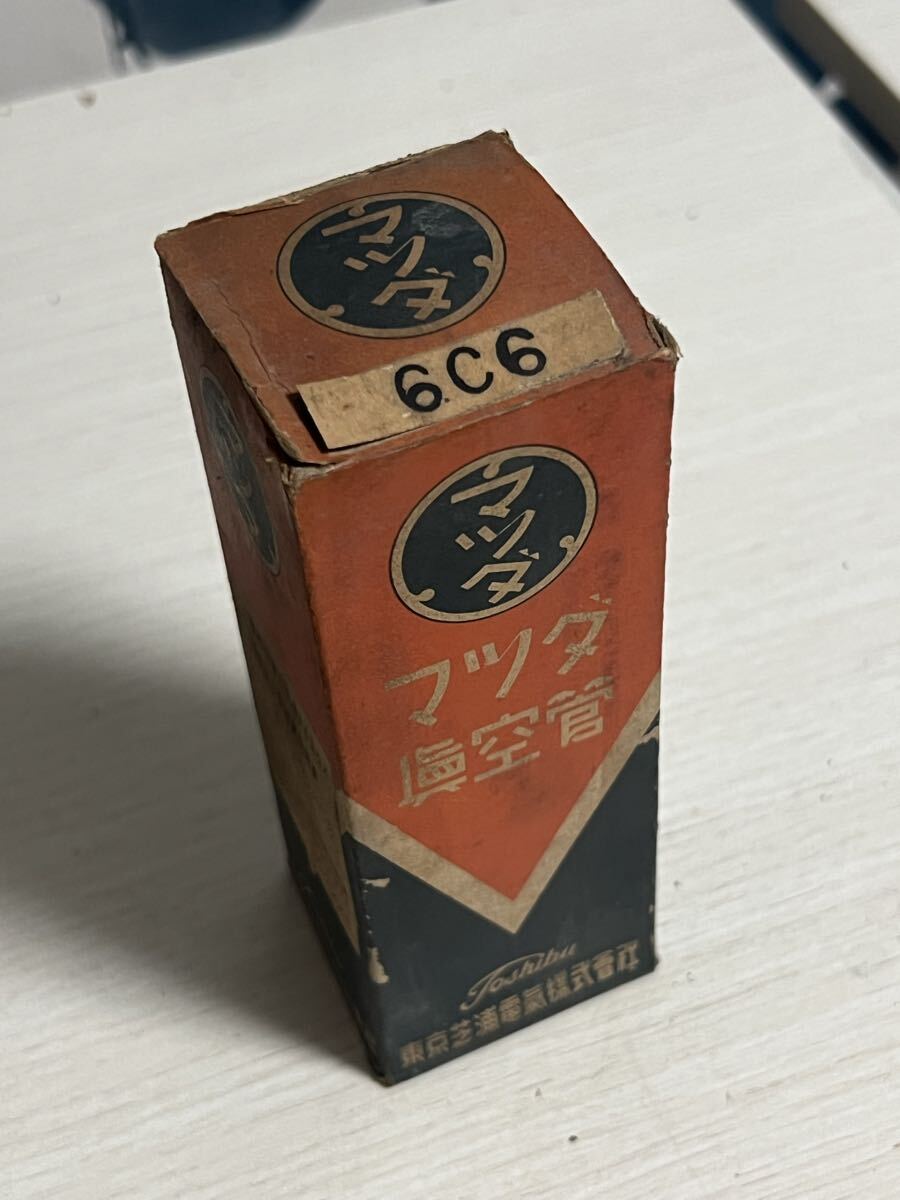 マツダ
6C6
マツダ
マツダ
眞空管
Toshiba
東京芝浦電氣株式會社